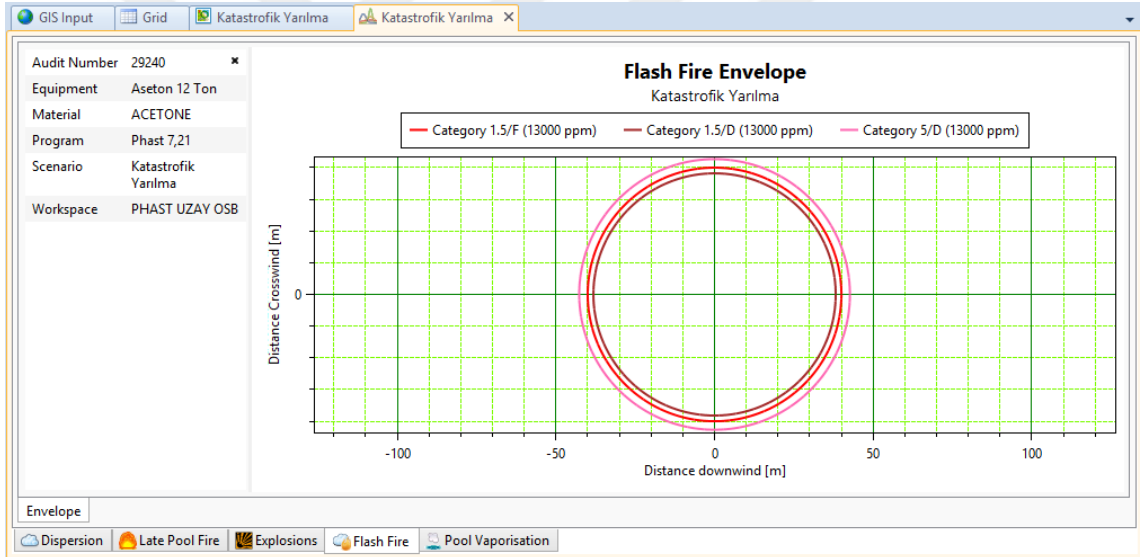 GIS Input Grid Katastrofik Yarılma Katastrofik Yarılma
Audit Number 29240
Equipment Aseton 12 Ton
Material ACETONE
Program Phast 7,21
Scenario Katastrofik
Yarılma
Workspace PHAST UZAY OSB
Flash Fire Envelope
Katastrofik Yarılma
Category 1.5/F (13000 ppm) Category 1.5/D (13000 ppm) Category 5/D (13000 ppm)
Distance Crosswind [m]
0
-100 -50 0 50 100
Distance downwind [m]
Envelope
Dispersion Late Pool Fire Explosions Flash Fire Pool Vaporisation